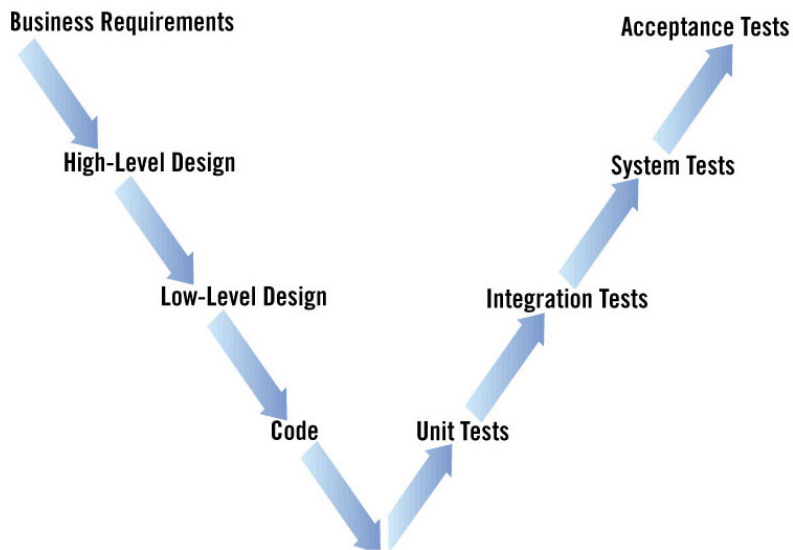 Business Requirements
Acceptance Tests
High-Level Design
System Tests
Low-Level Design
Integration Tests
Code
Unit Tests